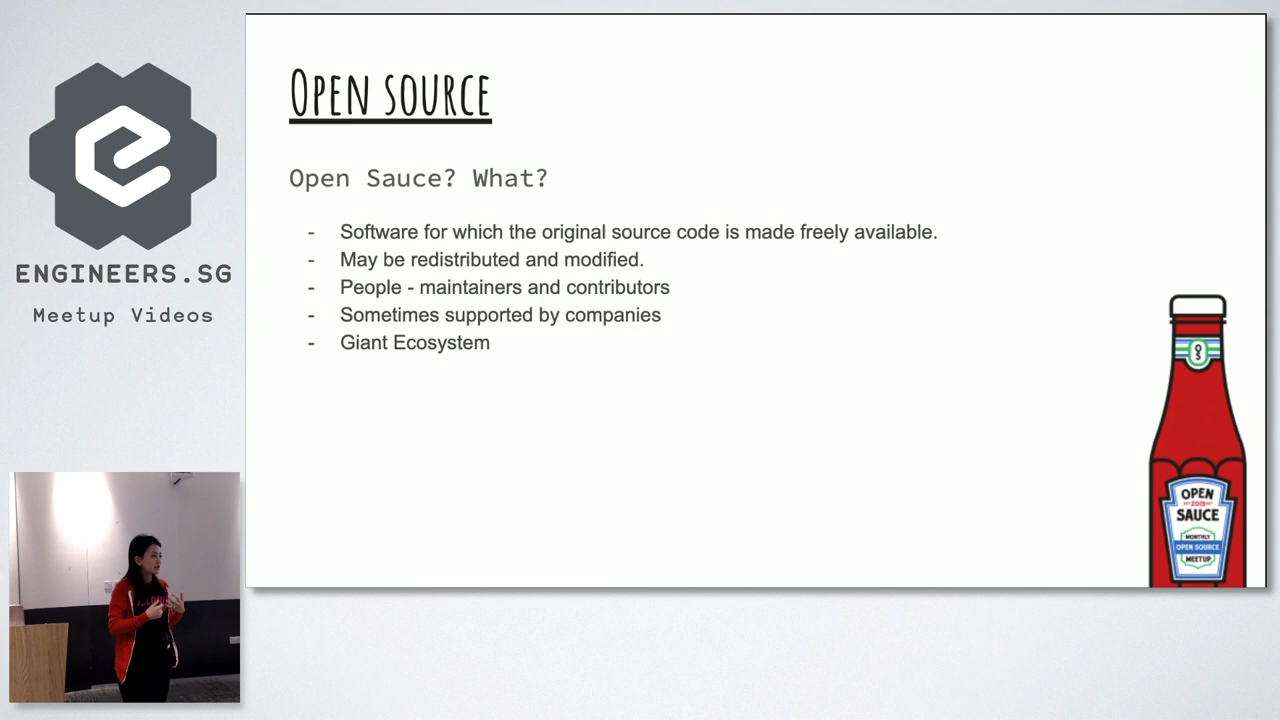 OPEN SOURCE
Open Sauce? What?
- Software for which the original source code is made freely available.
- May be redistributed and modified.
- People - maintainers and contributors
- Sometimes supported by companies
- Giant Ecosystem
ENGINEERS.SG
Meetup Videos
OS
OPEN
SAUCE
MONTHLY
OPEN SOURCE
MEETUP